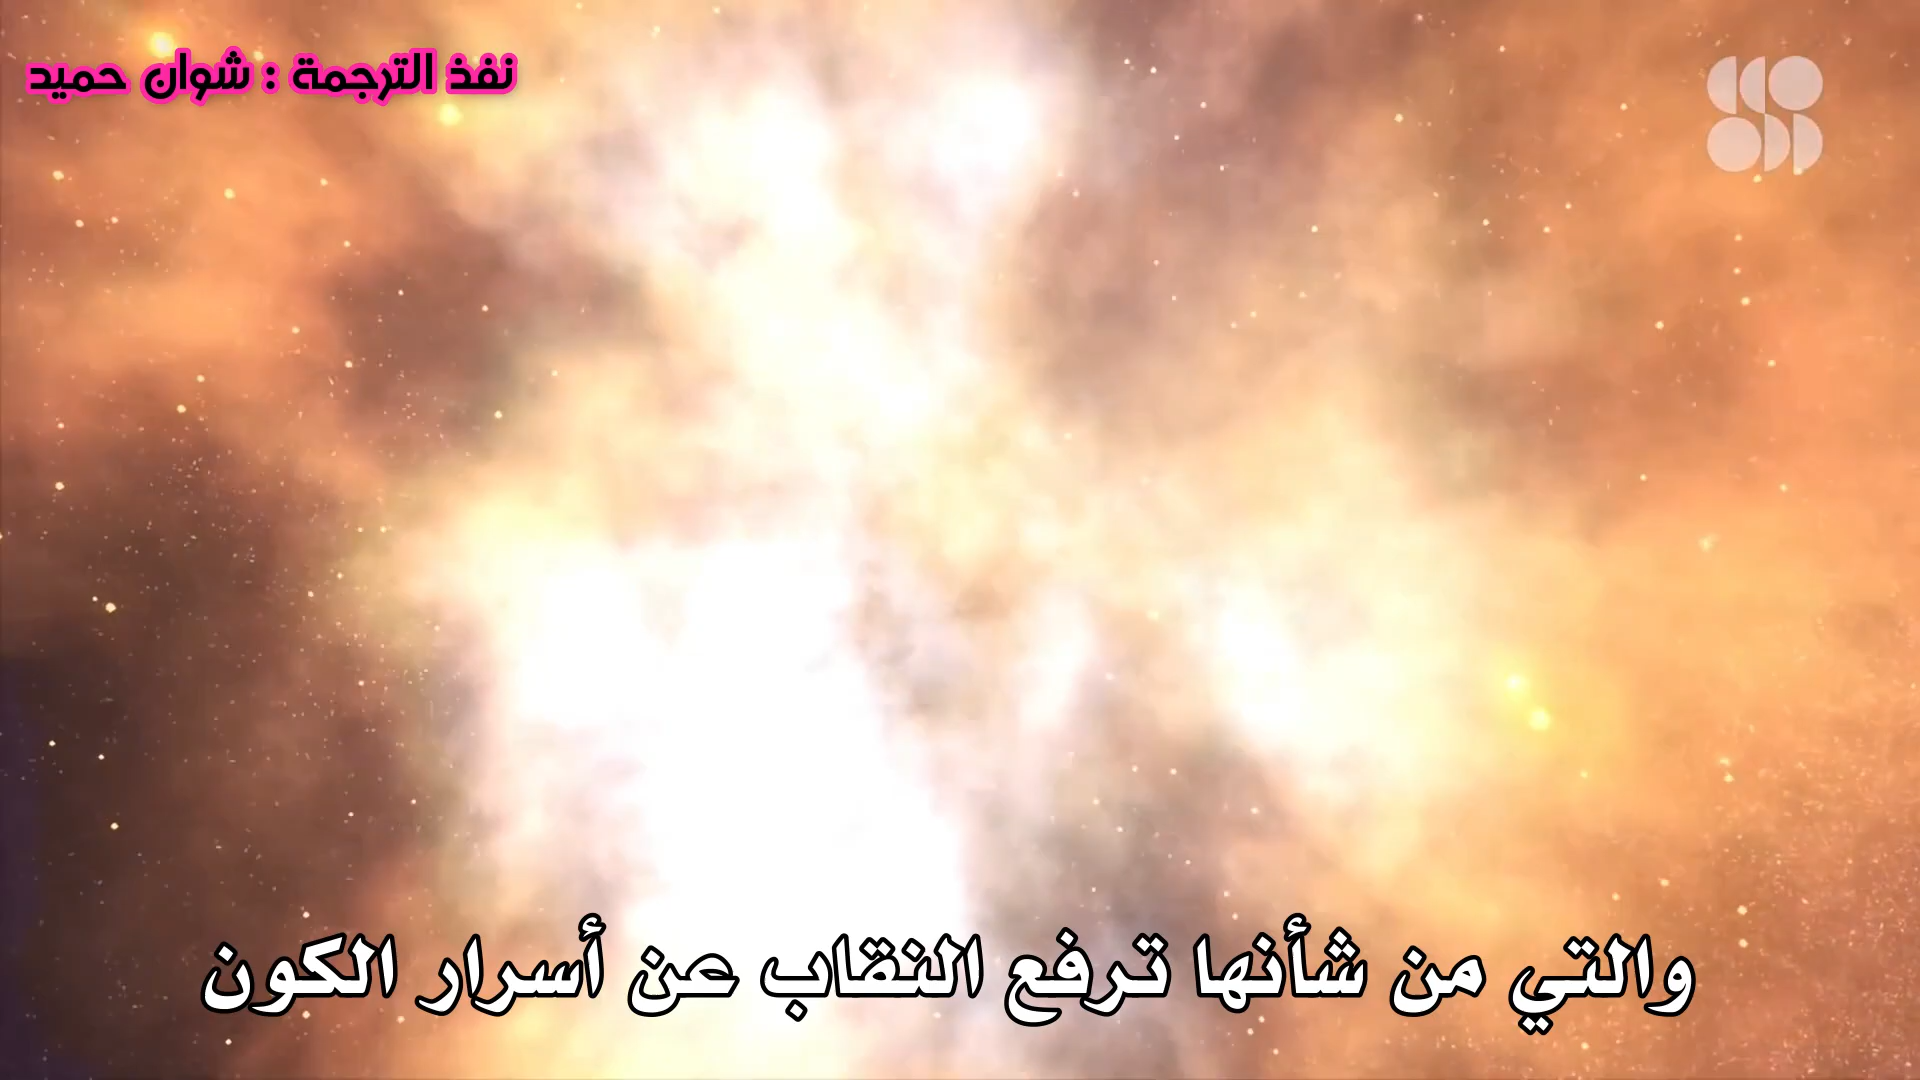 نفذ الترجمة : شوان حميد
والتي من شأنها ترفع النقاب عن أسرار الكون